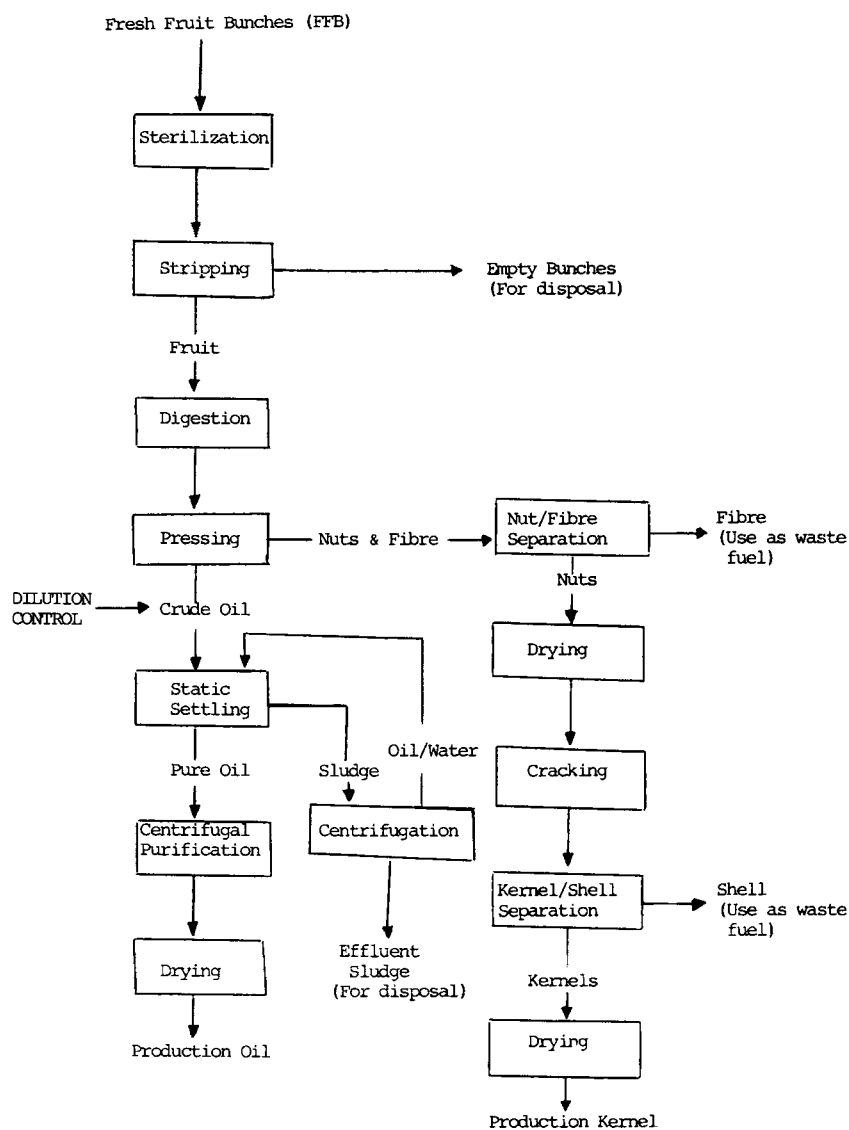 Fresh Fruit Bunches (FFB)
Sterilization
Stripping
Empty Bunches
(For disposal)
Fruit
Digestion
Pressing
Nuts & Fibre
Nut/Fibre
Separation
Fibre
(Use as waste
fuel)
Nuts
DILUTION
CONTROL
Crude Oil
Drying
Static
Settling
Oil/Water
Pure Oil
Sludge
Cracking
Centrifugal
Purification
Centrifugation
Kernel/Shell
Separation
Shell
(Use as waste
fuel)
Effluent
Sludge
(For disposal)
Drying
Kernels
Production Oil
Drying
Production Kernel